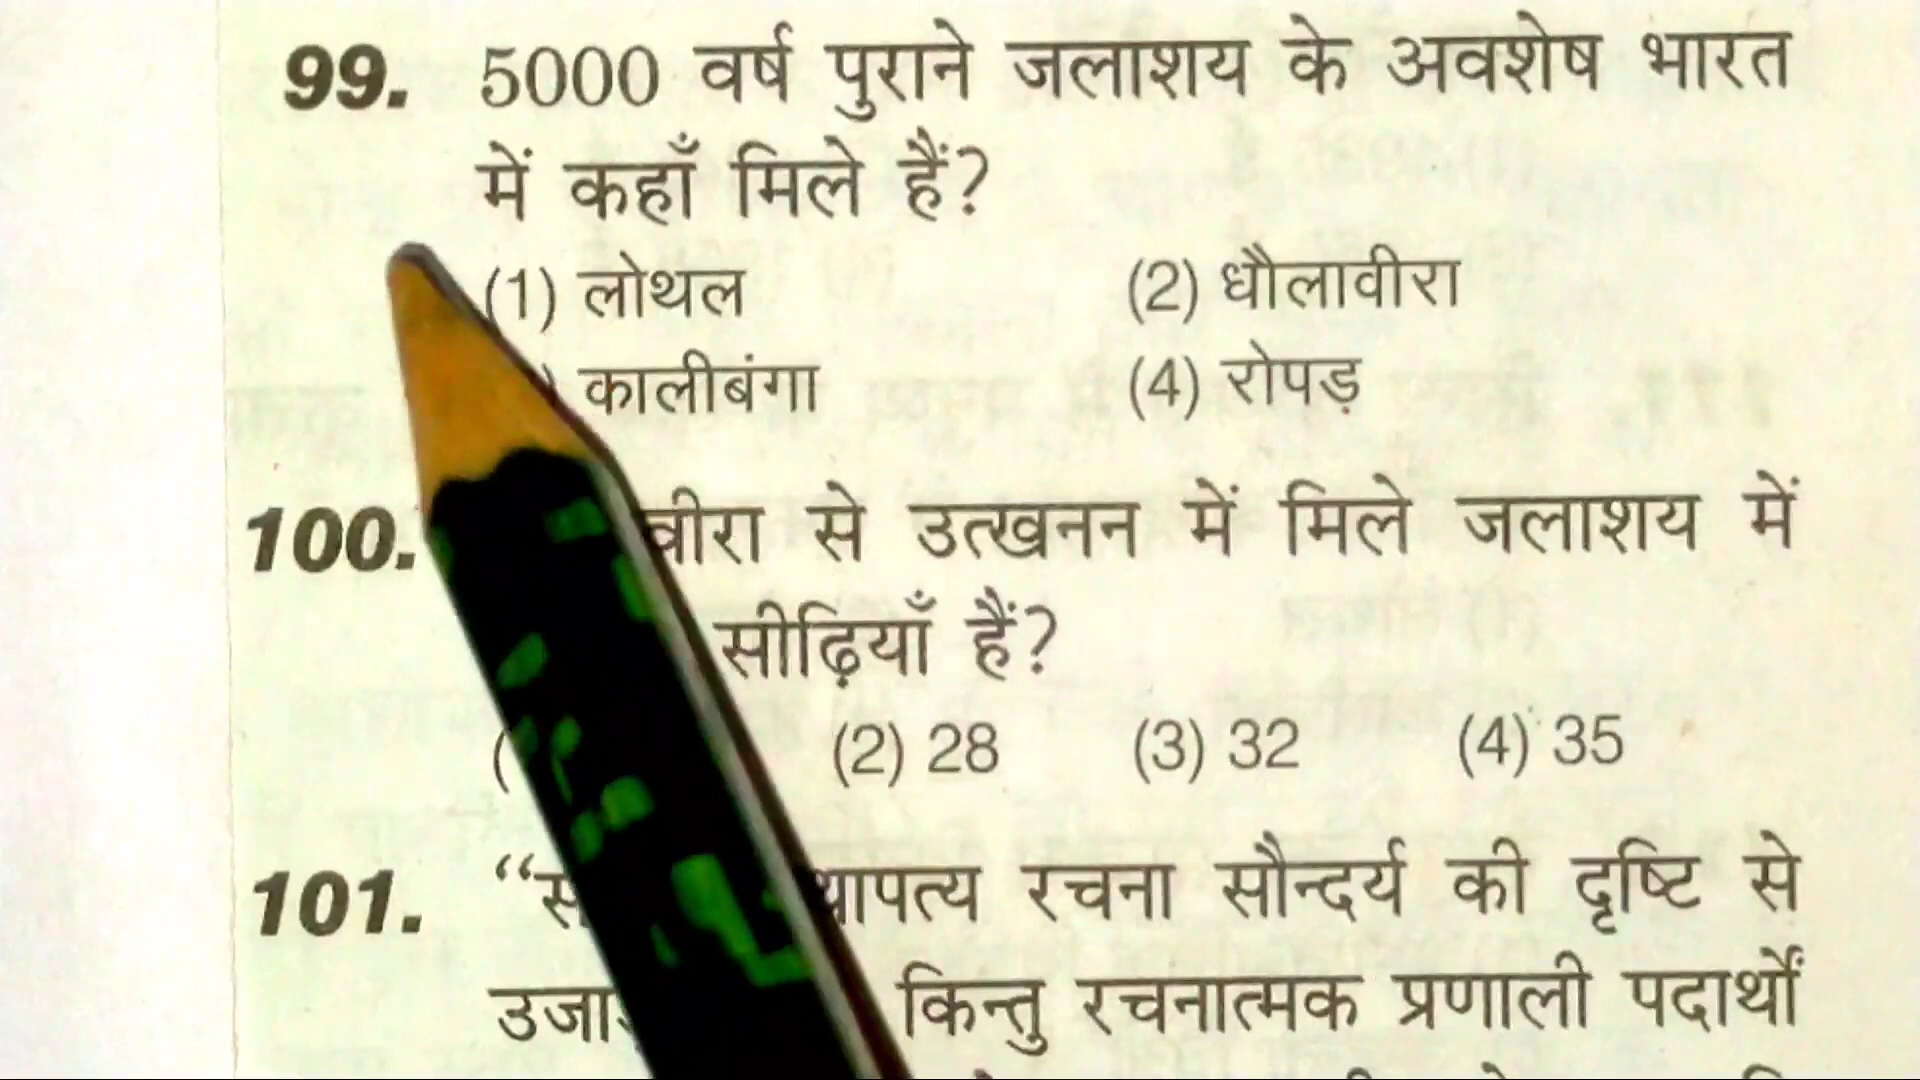 99. 5000 वर्ष पुराने जलाशय के अवशेष भारत
में कहाँ मिले हैं?
(1) लोथल (2) धौलावीरा
कालीबंगा (4) रोपड़
100. वीरा से उत्खनन में मिले जलाशय में
सीढ़ियाँ हैं?
(2) 28 (3) 32 (4) 35
101. “स थापत्य रचना सौन्दर्य की दृष्टि से
उजा किन्तु रचनात्मक प्रणाली पदार्थों